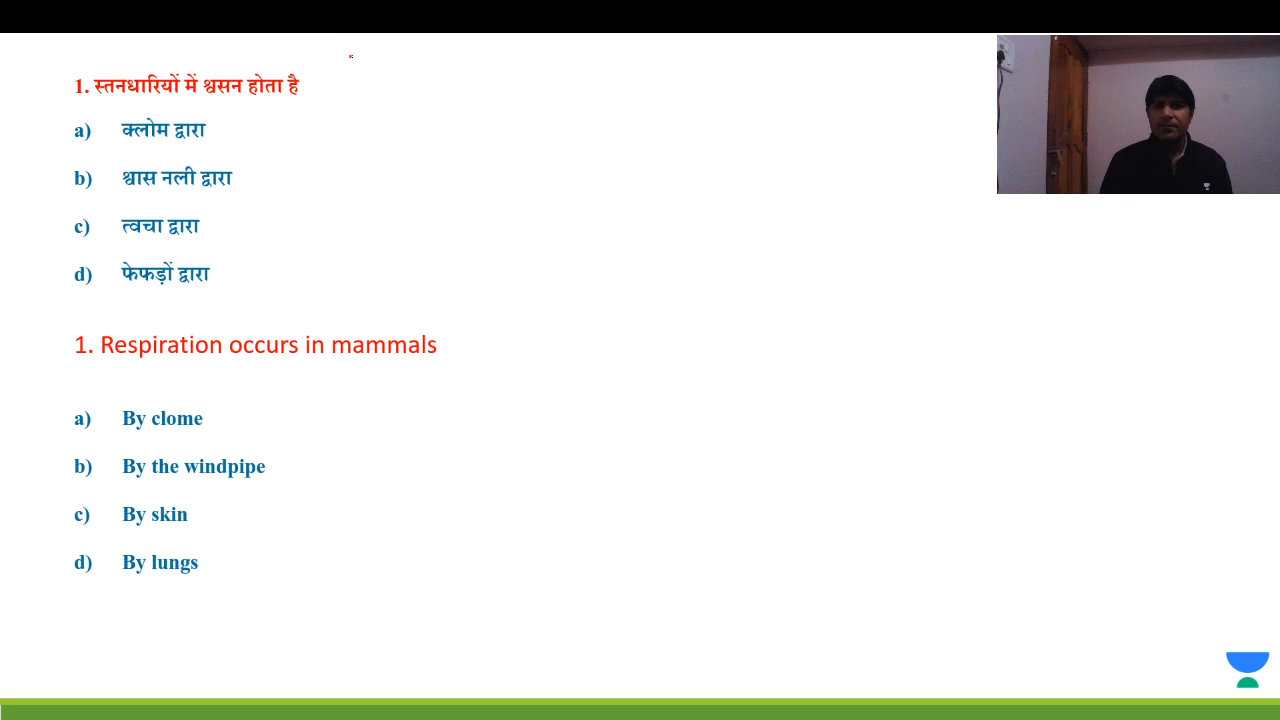 1. स्तनधारियों में श्वसन होता है
a) क्लोम द्वारा
b) श्वास नली द्वारा
c) त्वचा द्वारा
d) फेफड़ों द्वारा
1. Respiration occurs in mammals
a) By clome
b) By the windpipe
c) By skin
d) By lungs